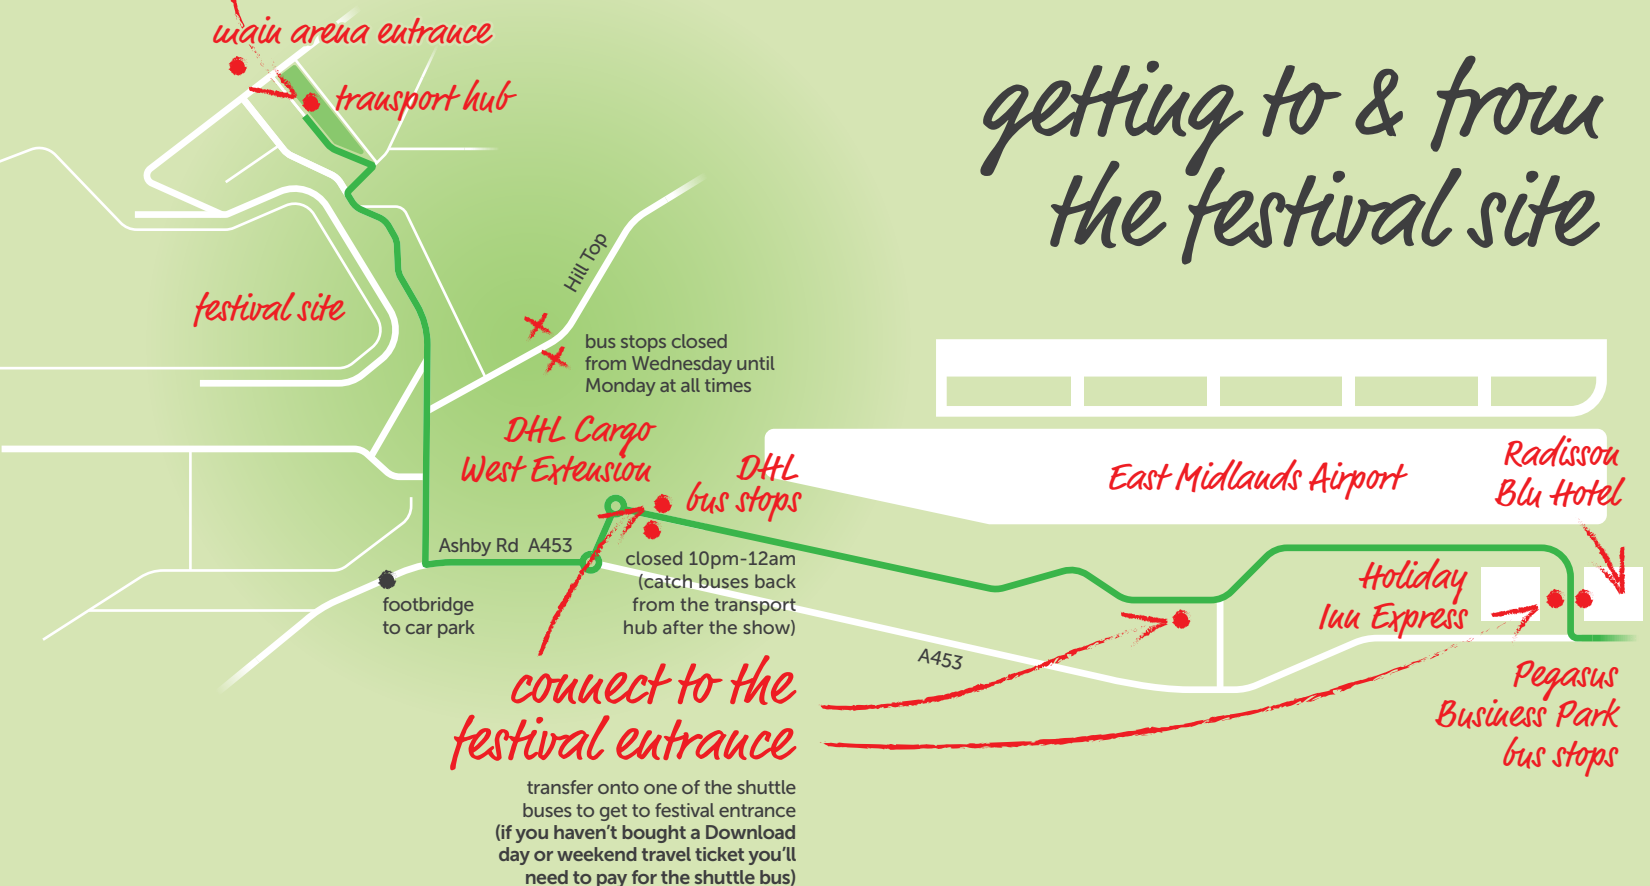 main arena entrance
transport hub
getting to & from
the festival site
Hill Top
festival site
bus stops closed
from Wednesday until
Monday at all times
DHL Cargo
West Extension
DHL
bus stops
East Midlands Airport
Radisson
Blu Hotel
Ashby Rd A453
closed 10pm-12am
(catch buses back
from the transport
hub after the show)
footbridge
to car park
Holiday
Inn Express
A453
connect to the
festival entrance
Pegasus
Business Park
bus stops
transfer onto one of the shuttle
buses to get to festival entrance
(if you haven’t bought a Download
day or weekend travel ticket you’ll
need to pay for the shuttle bus)